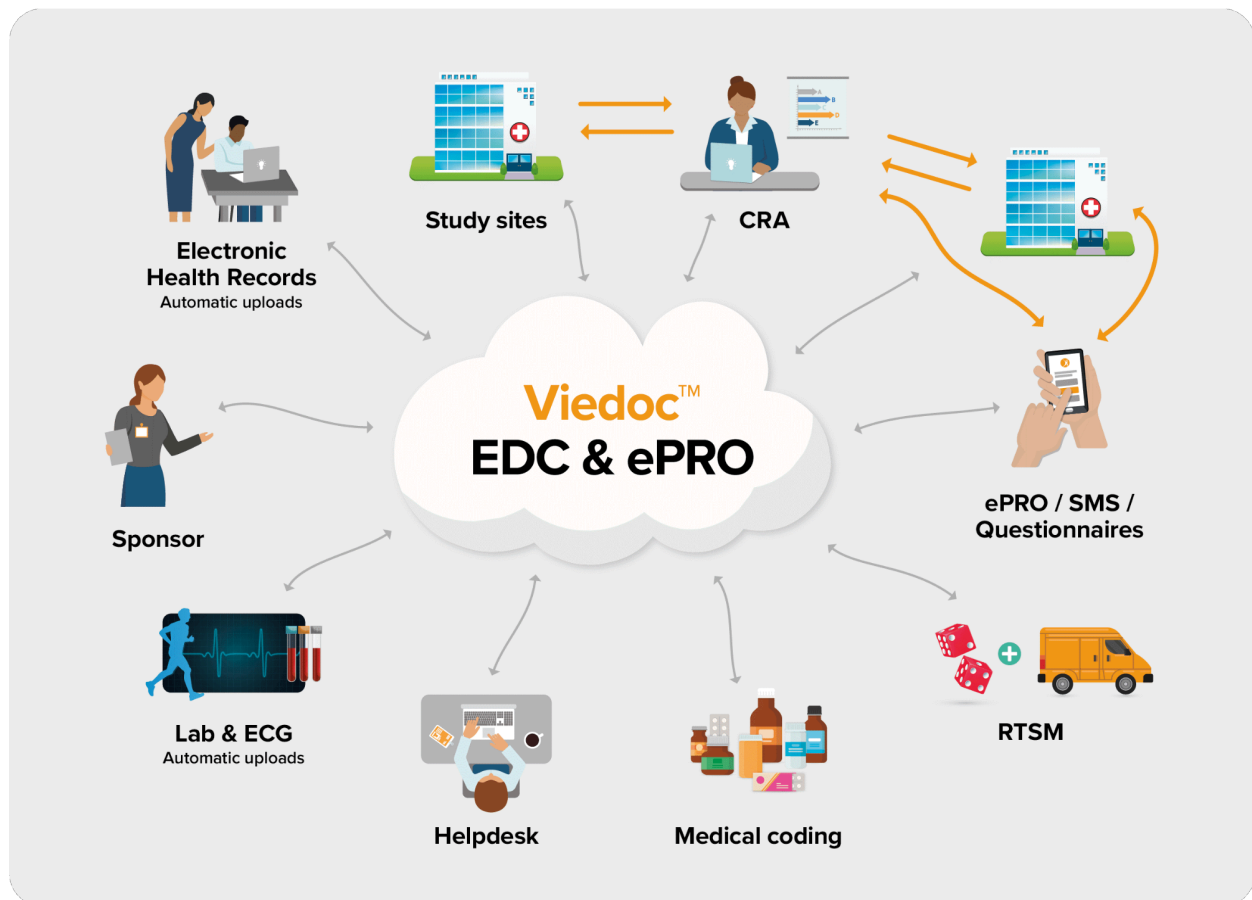 Study sites
CRA
A
B
C
D
E
Electronic
Health Records
Automatic uploads
Viedoc™
EDC & ePRO
Sponsor
ePRO / SMS /
Questionnaires
Lab & ECG
Automatic uploads
RTSM
Helpdesk
Medical coding